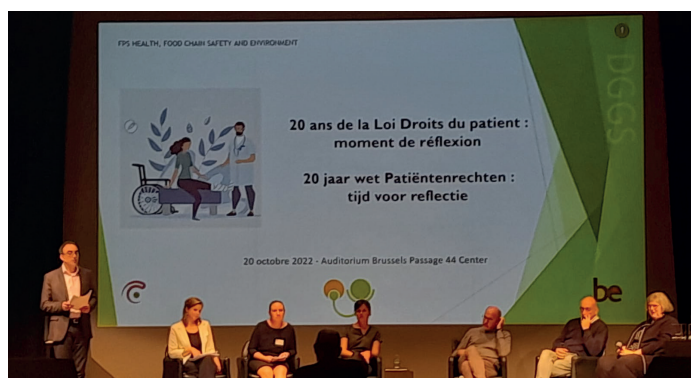 FPS HEALTH, FOOD CHAIN SAFETY AND ENVIRONMENT
DGGS
20 ans de la Loi Droits du patient :
moment de réflexion
20 jaar wet Patiëntenrechten :
tijd voor reflectie
20 octobre 2022 - Auditorium Brussels Passage 44 Center
be